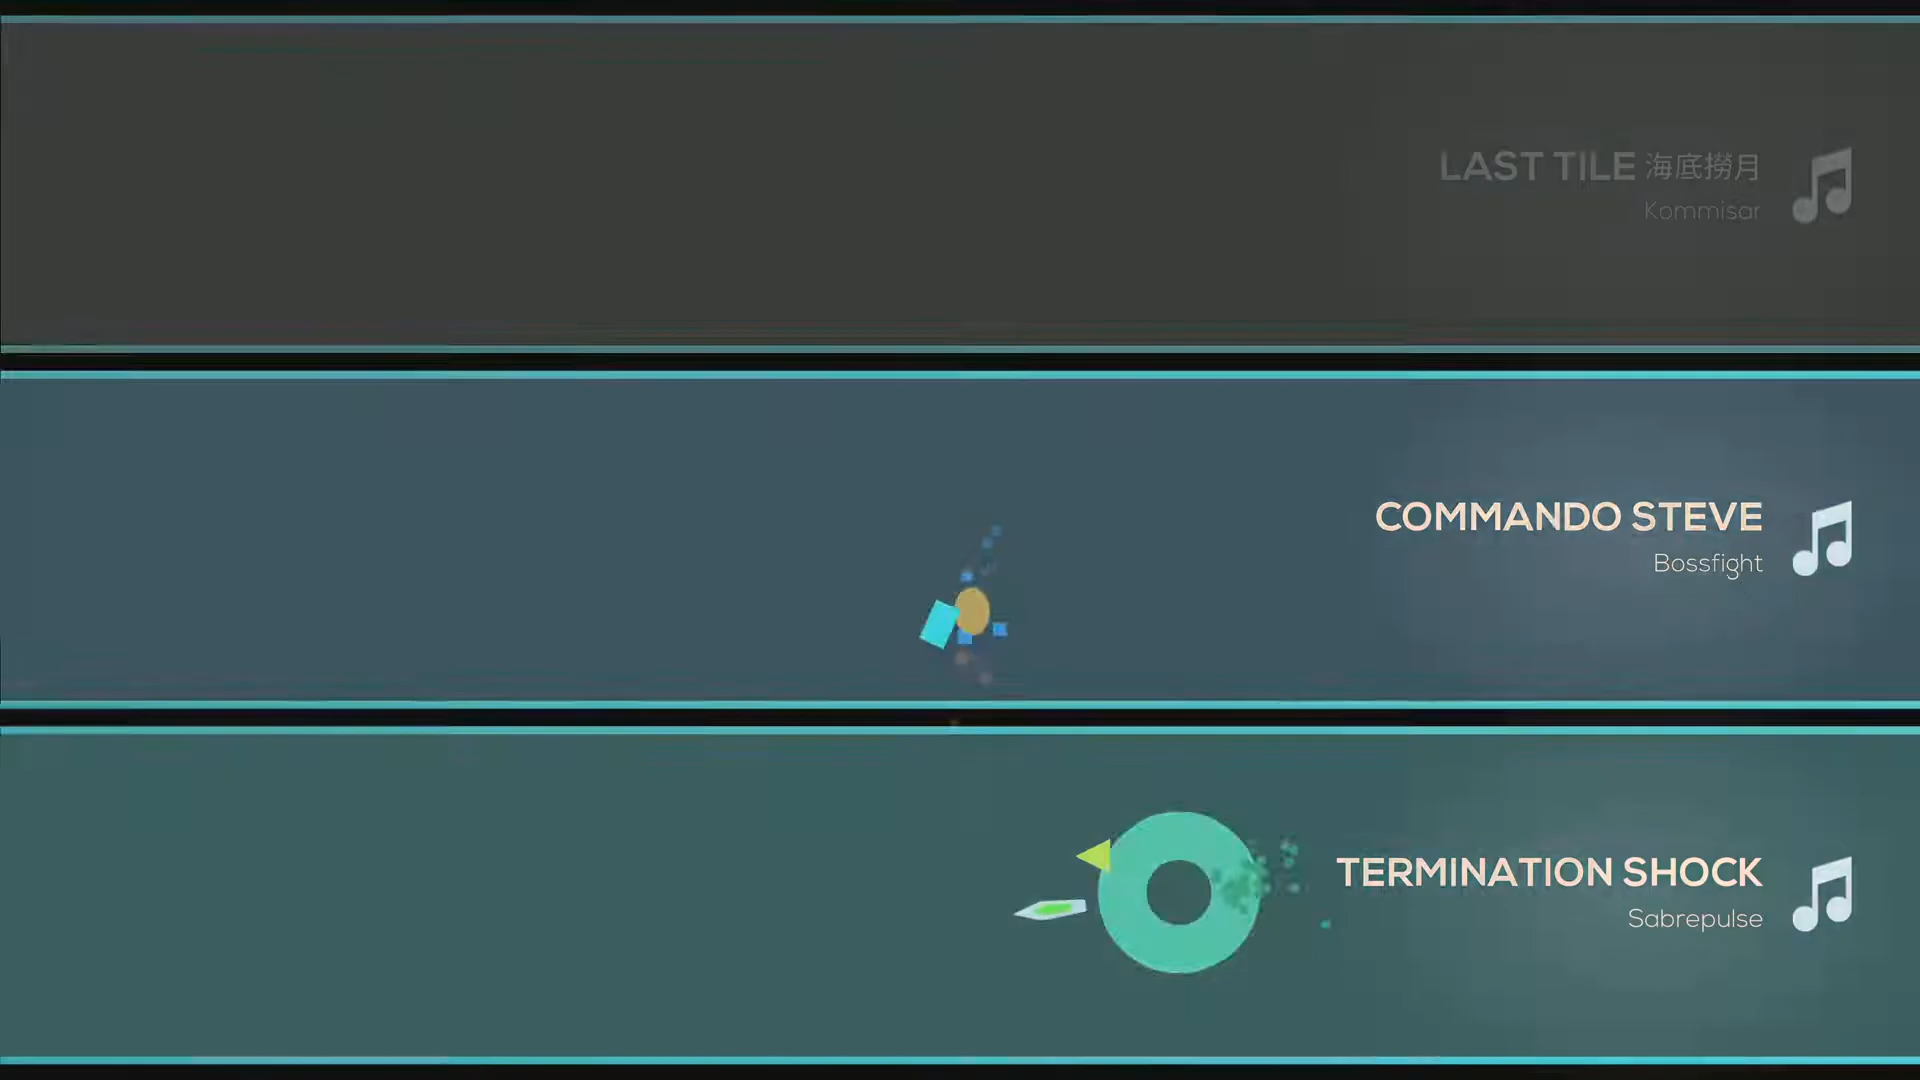 LAST TILE 海底撈月
Kommisar
COMMANDO STEVE
Bossfight
TERMINATION SHOCK
Sabrepulse